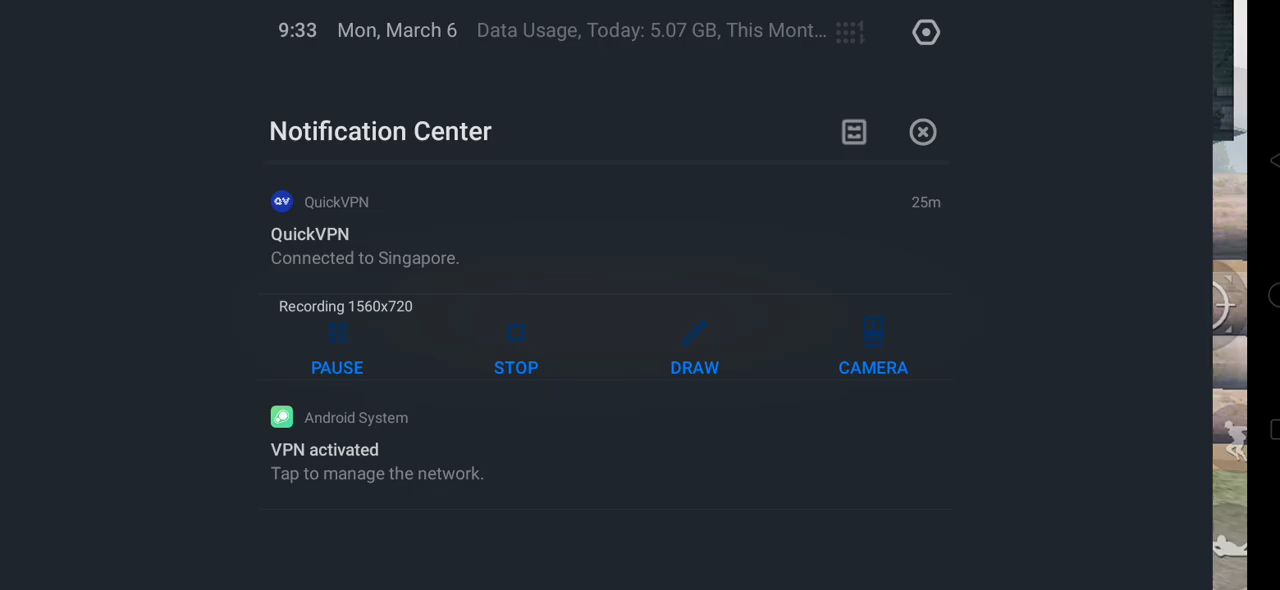 9:33 Mon, March 6 Data Usage, Today: 5.07 GB, This Mont...
Notification Center
QV QuickVPN 25m
QuickVPN
Connected to Singapore.
Recording 1560x720
PAUSE STOP DRAW CAMERA
Android System
VPN activated
Tap to manage the network.